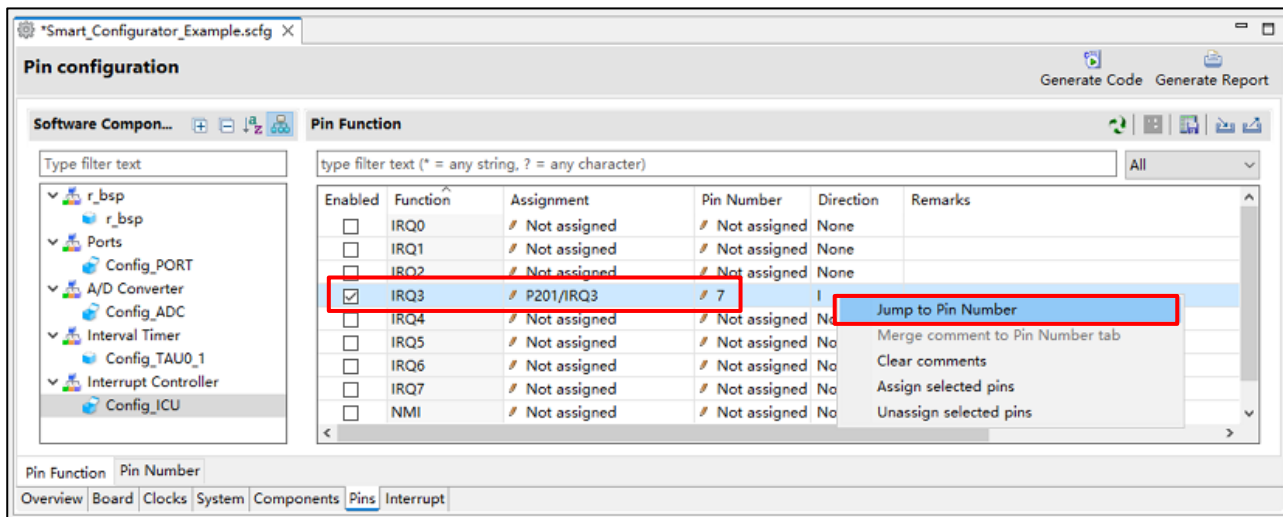 *Smart_Configurator_Example.scfg
Pin configuration
Generate Code Generate Report
Software Compon...
Type filter text
r_bsp
r_bsp
Ports
Config_PORT
A/D Converter
Config_ADC
Interval Timer
Config_TAU0_1
Interrupt Controller
Config_ICU
Pin Function
type filter text (* = any string, ? = any character)
All
Enabled Function Assignment Pin Number Direction Remarks
IRQ0 Not assigned Not assigned None
IRQ1 Not assigned Not assigned None
IRQ2 Not assigned Not assigned None
IRQ3 P201/IRQ3 7 I
IRQ4 Not assigned Not assigned No
IRQ5 Not assigned Not assigned No
IRQ6 Not assigned Not assigned No
IRQ7 Not assigned Not assigned No
NMI Not assigned Not assigned No
Jump to Pin Number
Merge comment to Pin Number tab
Clear comments
Assign selected pins
Unassign selected pins
Pin Function Pin Number
Overview Board Clocks System Components Pins Interrupt